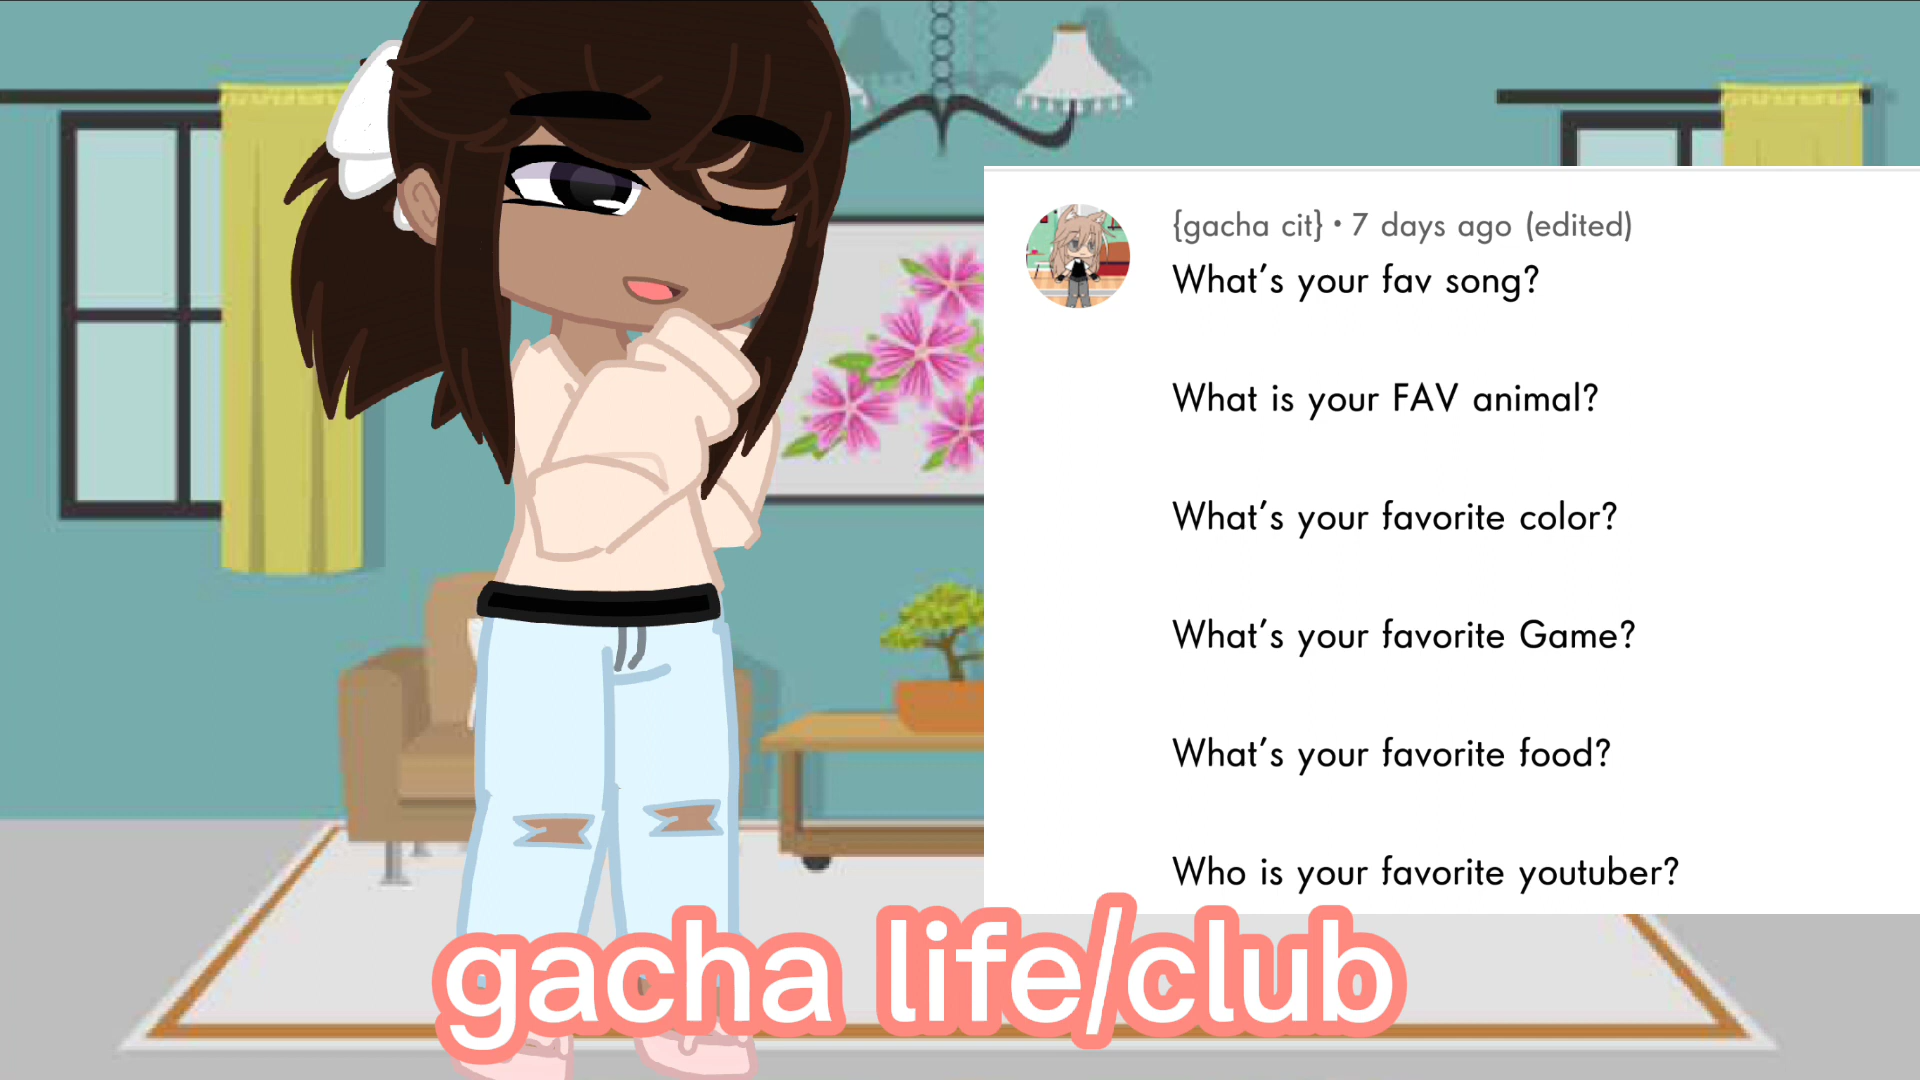 {gacha cit} • 7 days ago (edited)
What’s your fav song?
What is your FAV animal?
What’s your favorite color?
What’s your favorite Game?
What’s your favorite food?
Who is your favorite youtuber?
gacha life/club